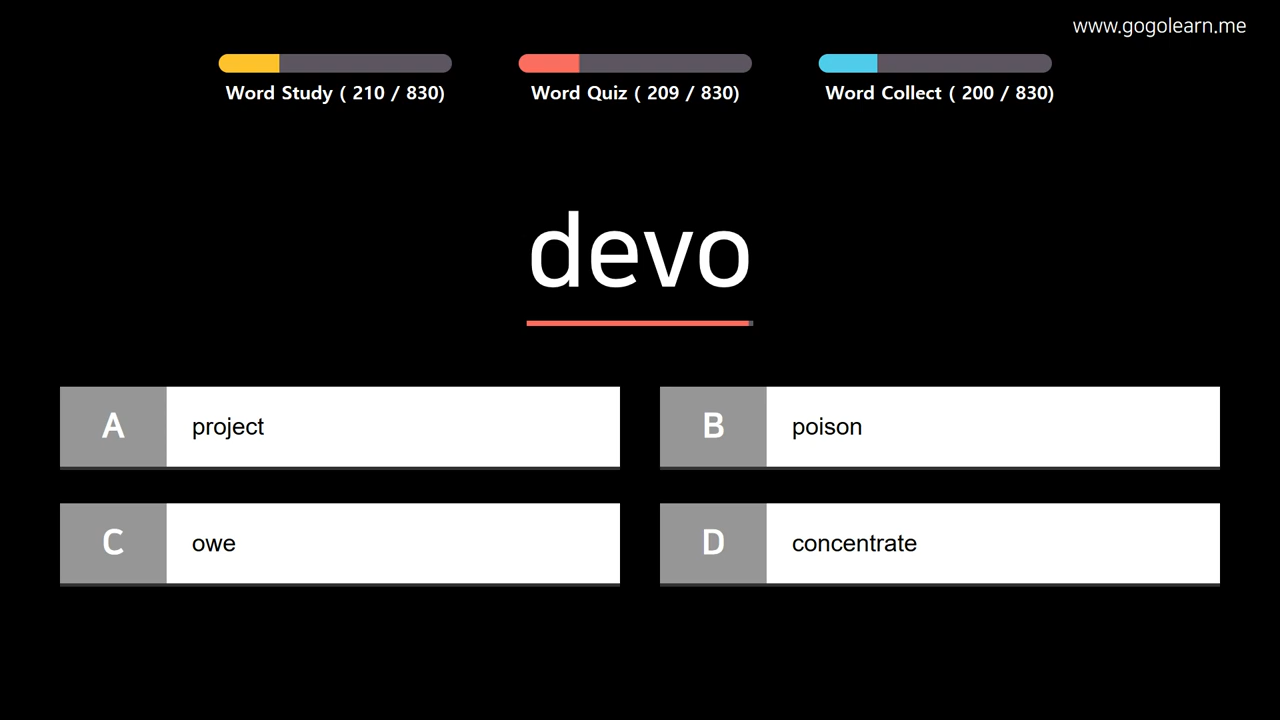 www.gogolearn.me
Word Study ( 210 / 830)
Word Quiz ( 209 / 830)
Word Collect ( 200 / 830)
devo
A project
B poison
C owe
D concentrate